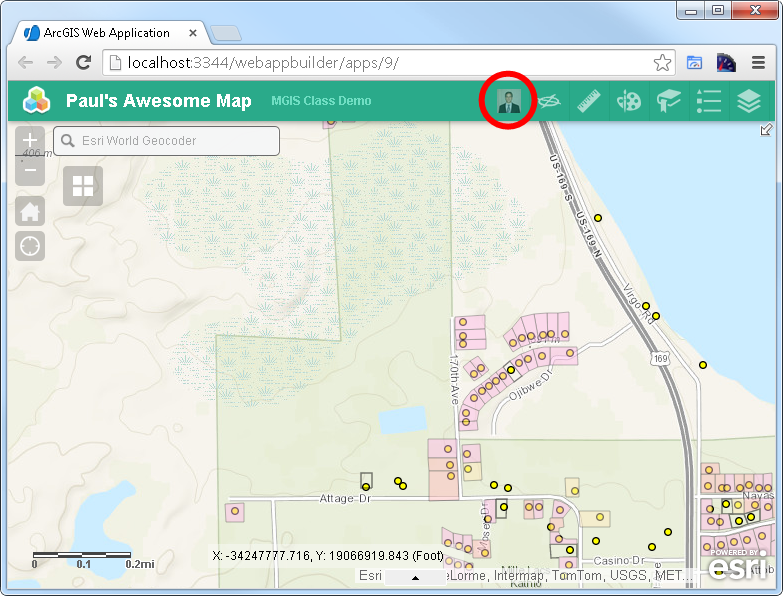 ArcGIS Web Application
localhost:3344/webappbuilder/apps/9/
Paul's Awesome Map
MGIS Class Demo
Esri World Geocoder
406 m
US-169-S
US-169-N
Virgo Rd
169
170th Ave
Ojibwe Dr
Attage Dr
Casino Dr
0
0.1
0.2mi
X: -34247777.716, Y: 19066919.843 (Foot)
Esri
eLorme, Intermap, TomTom, USGS, MET...
POWERED BY
esri